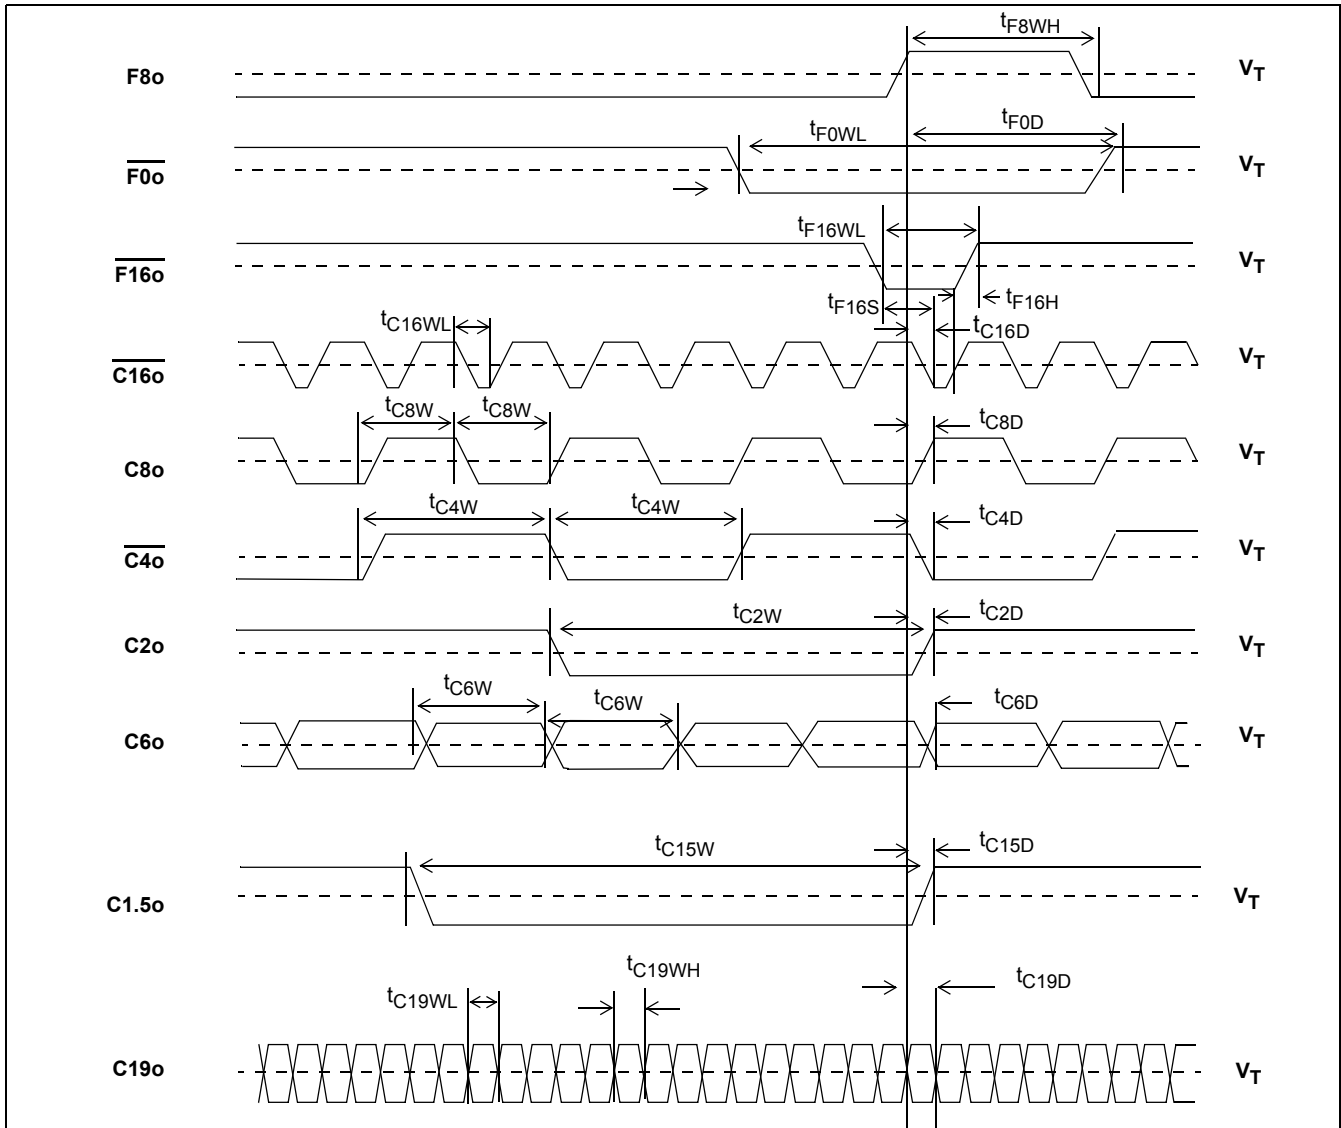 tF8WH
F8o VT
tF0WL tF0D
F0o VT
tF16WL
F16o VT
tF16S tF16H
tC16WL tC16D
C16o VT
tC8W tC8W tC8D
C8o VT
tC4W tC4W tC4D
C4o VT
tC2W tC2D
C2o VT
tC6W tC6W tC6D
C6o VT
tC15W tC15D
C1.5o VT
tC19WL tC19WH tC19D
C19o VT